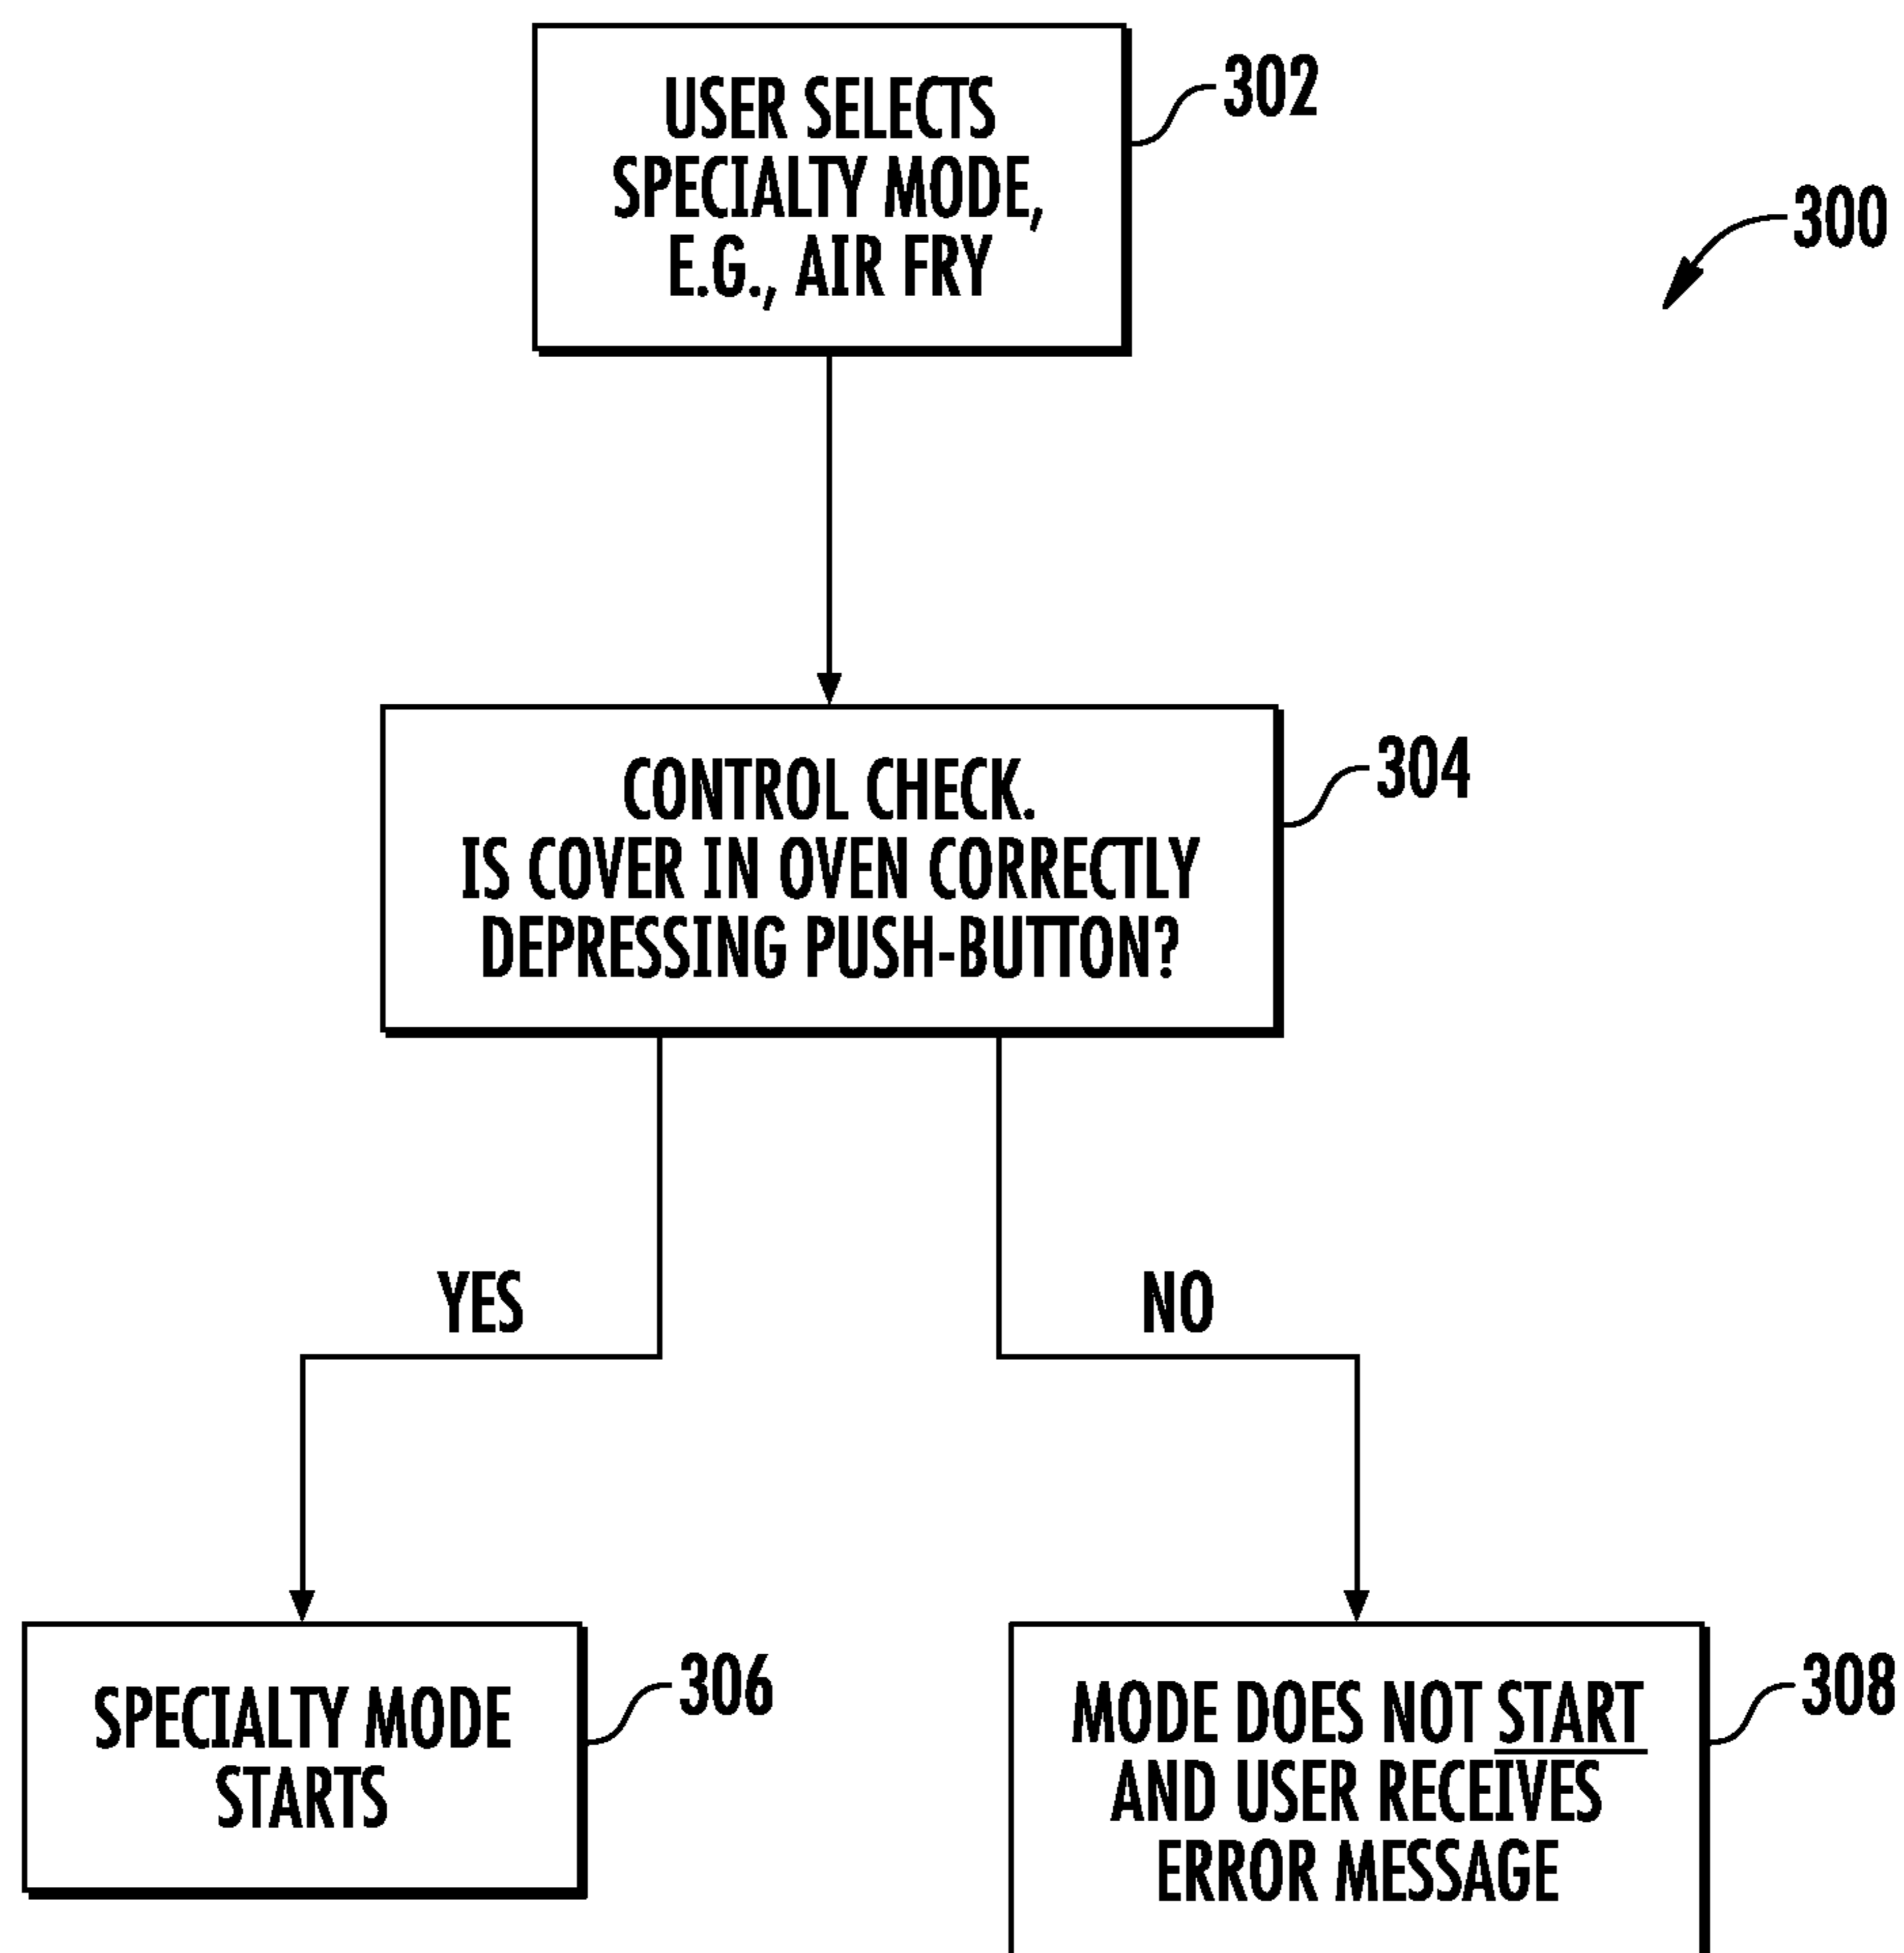 USER SELECTS
SPECIALTY MODE,
E.G., AIR FRY
302
300
CONTROL CHECK.
IS COVER IN OVEN CORRECTLY
DEPRESSING PUSH-BUTTON?
304
YES
NO
SPECIALTY MODE
STARTS
306
MODE DOES NOT START
AND USER RECEIVES
ERROR MESSAGE
308